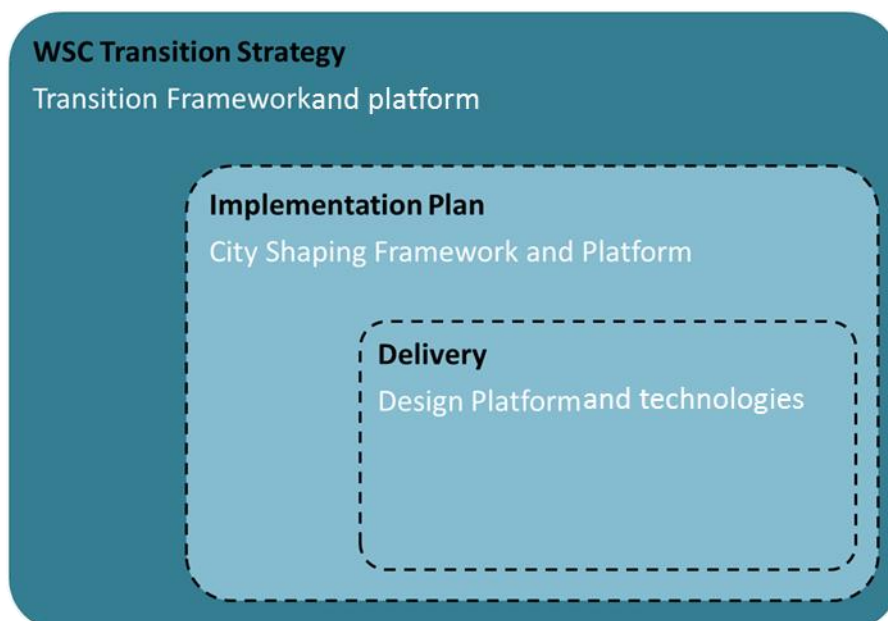 WSC Transition Strategy
Transition Frameworkand platform
Implementation Plan
City Shaping Framework and Platform
Delivery
Design Platformand technologies